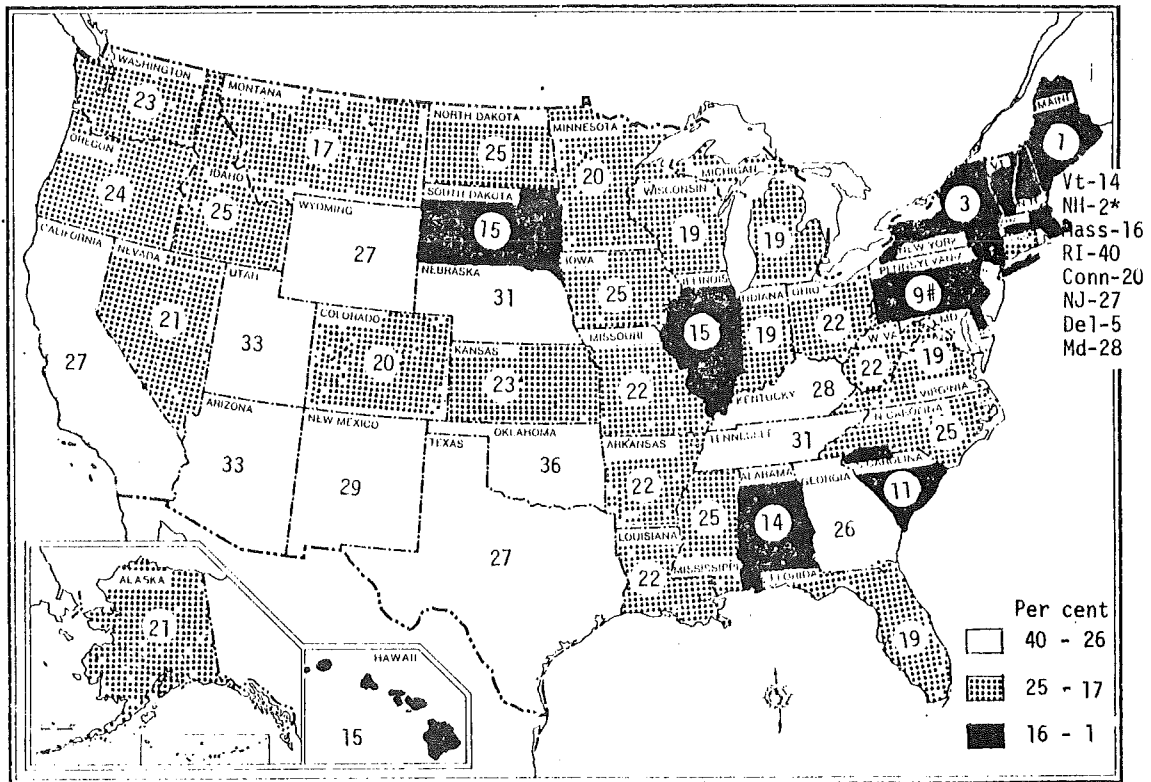 WASHINGTON
23
MONTANA
17
NORTH DAKOTA
25
MINNESOTA
20
OREGON
24
IDAHO
25
WYOMING
27
SOUTH DAKOTA
15
WISCONSIN
19
MICHIGAN
19
MAINE
NEW YORK
3
Vt-14
NH-2*
Mass-16
RI-40
Conn-20
NJ-27
Del-5
Md-28
CALIFORNIA
27
NEVADA
21
UTAH
33
COLORADO
20
NEBRASKA
31
IOWA
25
ILLINOIS
15
INDIANA
19
OHIO
22
PENNSYLVANIA
9#
KANSAS
23
MISSOURI
22
KENTUCKY
28
W VA
22
MD
19
VIRGINIA
ARIZONA
33
NEW MEXICO
29
TEXAS
27
OKLAHOMA
36
ARKANSAS
22
TENNESSEE
31
N CAROLINA
25
S CAROLINA
11
LOUISIANA
22
MISSISSIPPI
25
ALABAMA
14
GEORGIA
26
FLORIDA
19
ALASKA
21
HAWAII
15
Per cent
40 - 26
25 - 17
16 - 1